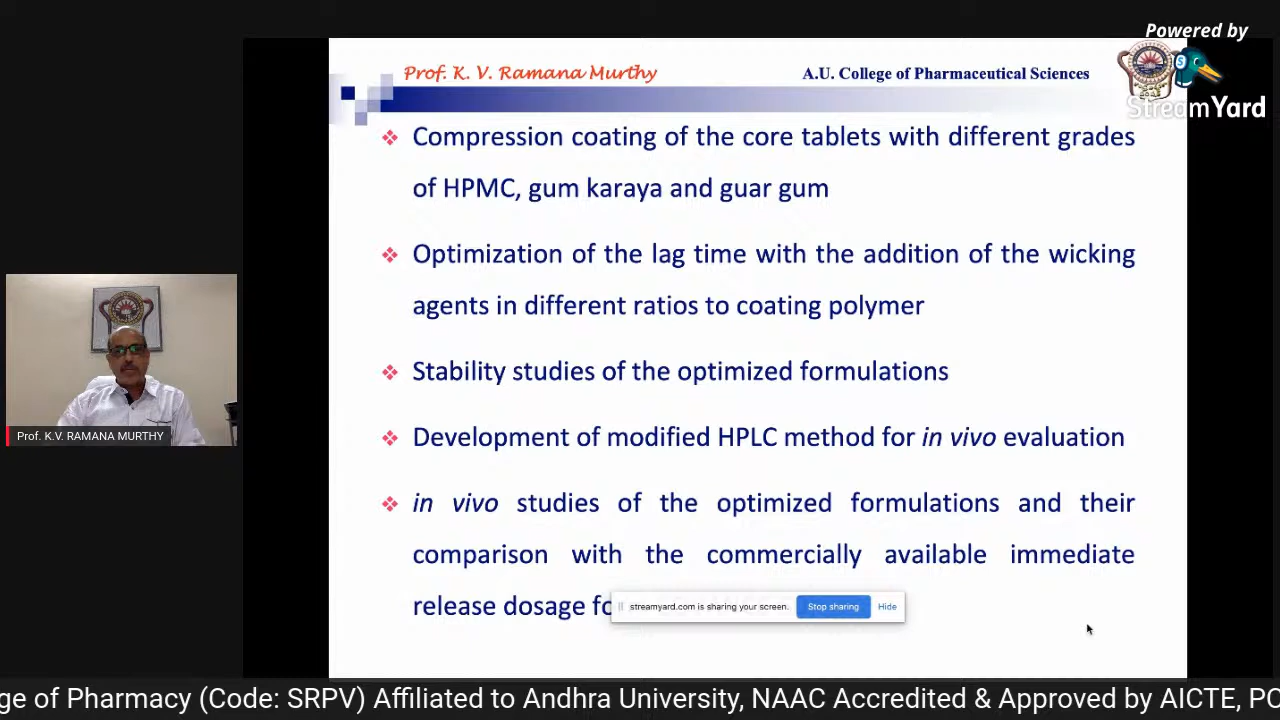 Powered by
StreamYard
Prof. K. V. Ramana Murthy
A.U. College of Pharmaceutical Sciences
Compression coating of the core tablets with different grades
of HPMC, gum karaya and guar gum
Optimization of the lag time with the addition of the wicking
agents in different ratios to coating polymer
Stability studies of the optimized formulations
Development of modified HPLC method for in vivo evaluation
in vivo studies of the optimized formulations and their
comparison with the commercially available immediate
release dosage
streamyard.com is sharing your screen. Stop sharing Hide
Prof. K.V. RAMANA MURTHY
ge of Pharmacy (Code: SRPV) Affiliated to Andhra University, NAAC Accredited & Approved by AICTE, PC